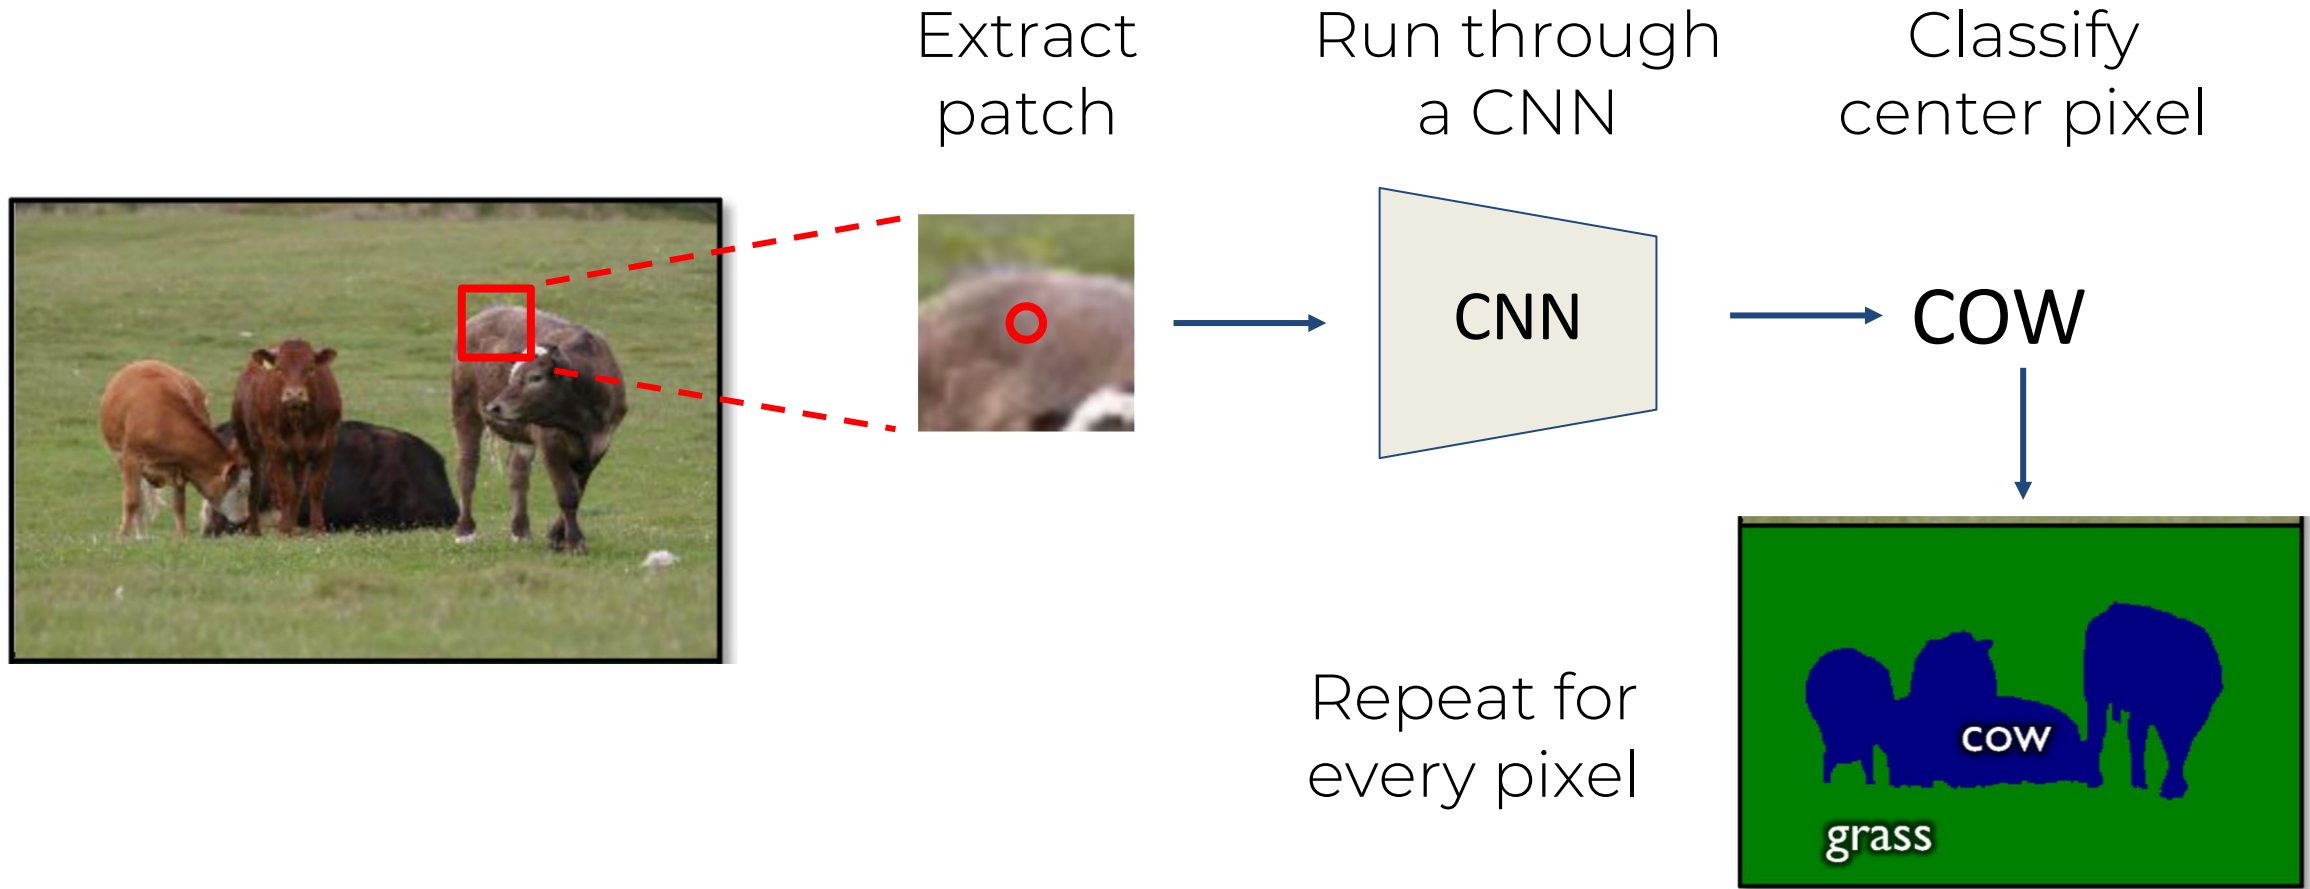 Extract
patch
Run through
a CNN
Classify
center pixel
CNN
COW
Repeat for
every pixel
cow
grass